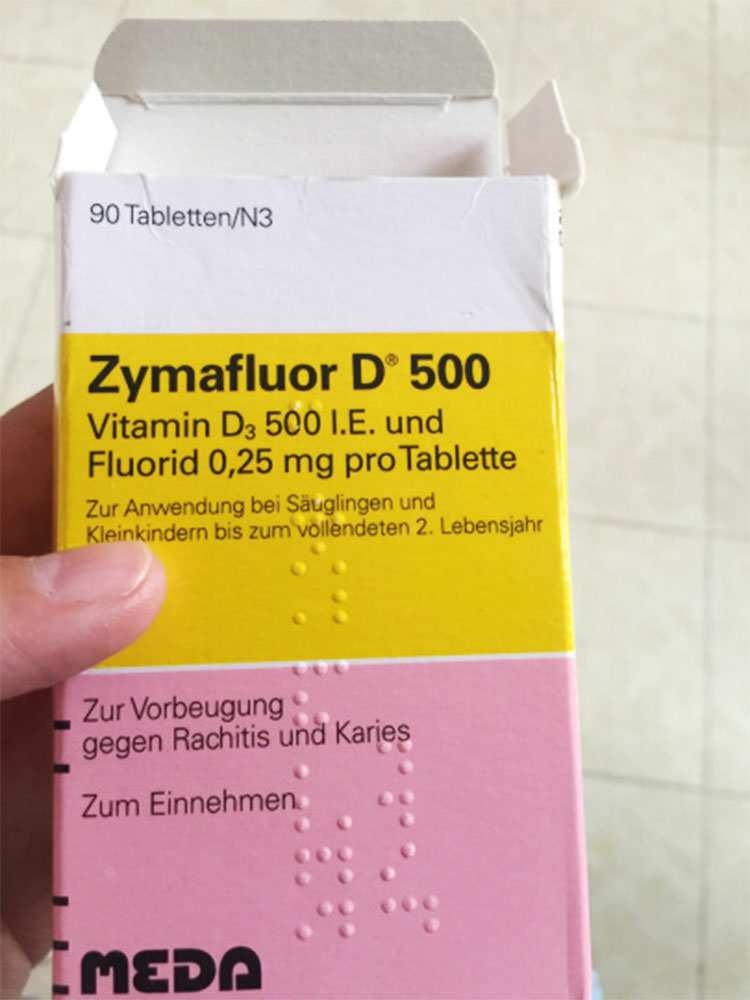 90 Tabletten/N3
Zymafluor D® 500
Vitamin D₃ 500 I.E. und
Fluorid 0,25 mg pro Tablette
Zur Anwendung bei Säuglingen und
Kleinkindern bis zum vollendeten 2. Lebensjahr
Zur Vorbeugung
gegen Rachitis und Karies
Zum Einnehmen
MEDA